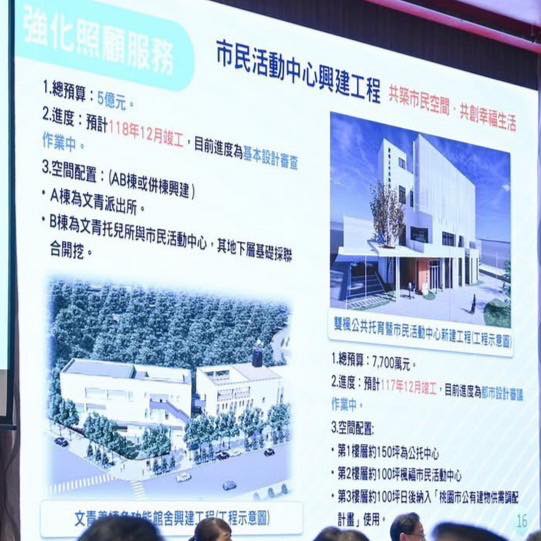 強化照顧服務
市民活動中心興建工程 共築市民空間．共創幸福生活
1.總預算：5億元。
2.進度：預計118年12月竣工，目前進度為基本設計審查
作業中。
3.空間配置：(AB棟或併棟興建)
• A棟為文青派出所。
• B棟為文青托兒所與市民活動中心，其地下層基礎採聯
合開挖。
文青
能館舍興建工程(工程示意圖)
雙楓公共托育暨市民活動中心新建工程(工程示意圖)
1.總預算：7,700萬元。
2.進度：預計117年12月竣工，目前進度為都市設計審議
作業中。
3.空間配置:
• 第1樓層約150坪為公托中心
• 第2樓層約100坪楓福市民活動中心
• 第3樓層約100坪日後納入「桃園市公有建物供需調配
計畫」使用。
16